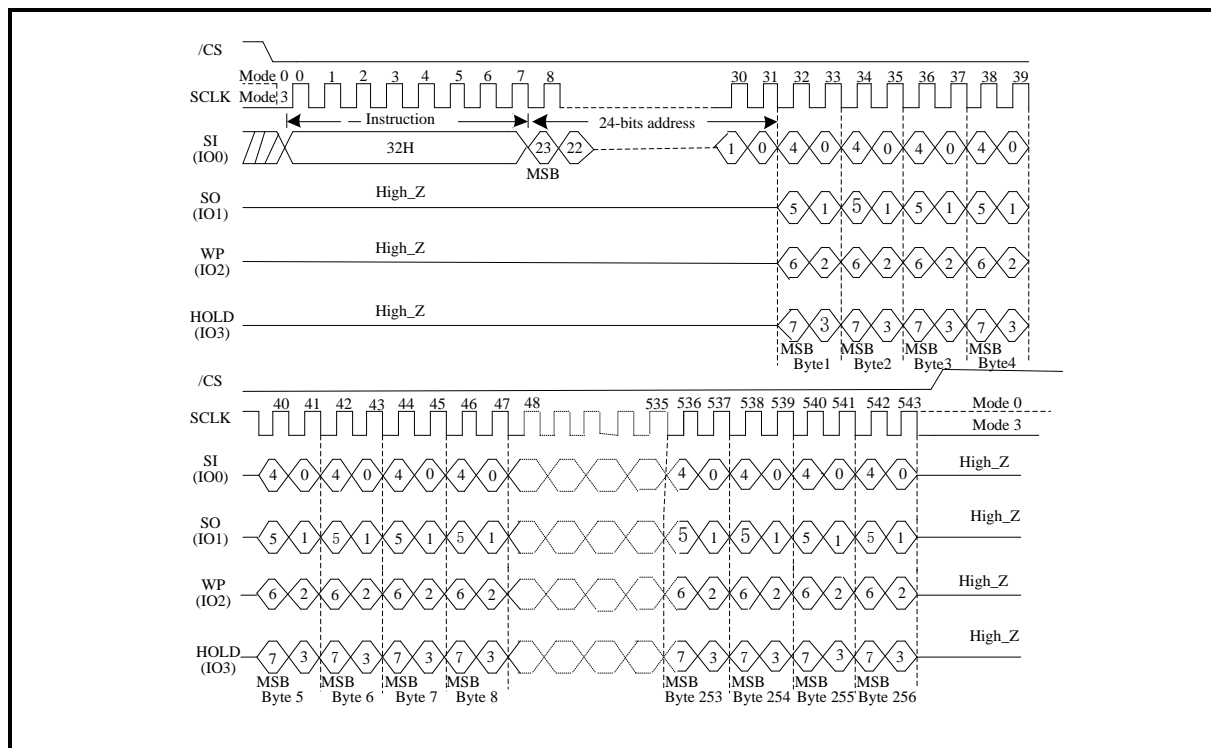 /CS
Mode 0 0 1 2 3 4 5 6 7 8 30 31 32 33 34 35 36 37 38 39
SCLK Mode 3
Instruction 24-bits address
SI
(IO0) 32H 23 22 1 0 4 0 4 0 4 0 4 0
MSB
SO
(IO1) High_Z 5 1 5 1 5 1 5 1
WP
(IO2) High_Z 6 2 6 2 6 2 6 2
HOLD
(IO3) High_Z 7 3 7 3 7 3 7 3
MSB MSB MSB MSB
Byte1 Byte2 Byte3 Byte4
/CS
40 41 42 43 44 45 46 47 48 535 536 537 538 539 540 541 542 543 Mode 0
SCLK Mode 3
SI
(IO0) 4 0 4 0 4 0 4 0 4 0 4 0 4 0 4 0 High_Z
SO
(IO1) 5 1 5 1 5 1 5 1 5 1 5 1 5 1 5 1 High_Z
WP
(IO2) 6 2 6 2 6 2 6 2 6 2 6 2 6 2 6 2 High_Z
HOLD
(IO3) 7 3 7 3 7 3 7 3 7 3 7 3 7 3 7 3 High_Z
MSB MSB MSB MSB MSB MSB MSB MSB
Byte 5 Byte 6 Byte 7 Byte 8 Byte 253 Byte 254 Byte 255 Byte 256